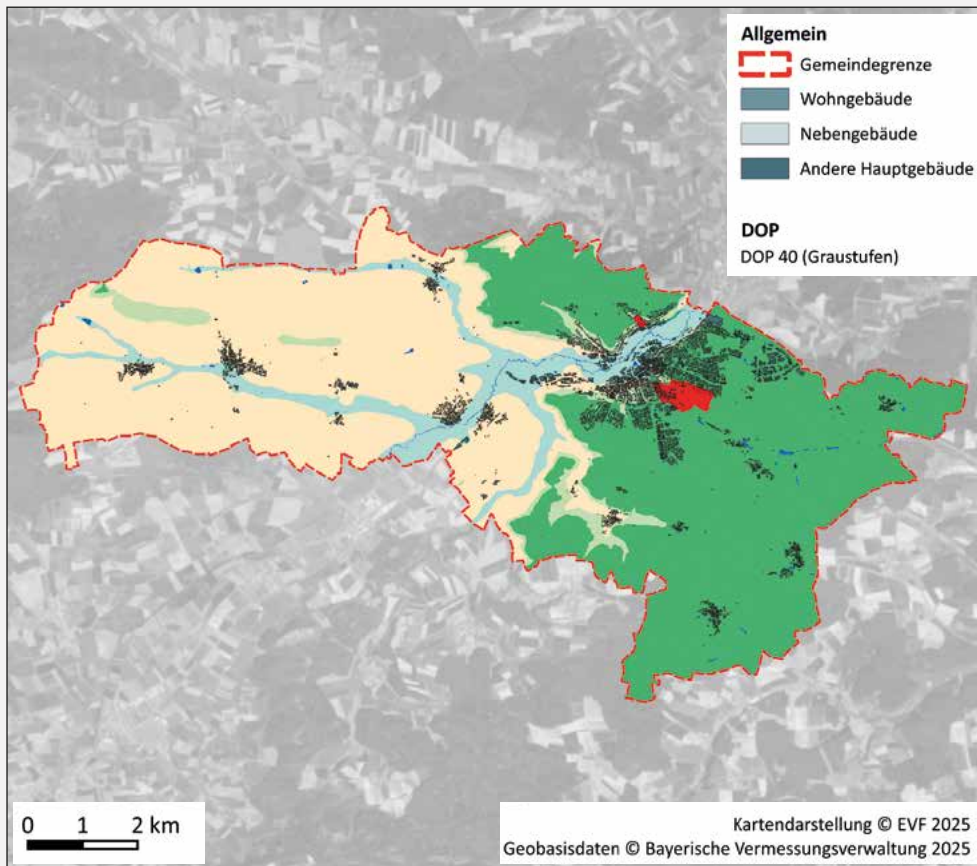 Allgemein
Gemeindegrenze
Wohngebäude
Nebengebäude
Andere Hauptgebäude
DOP
DOP 40 (Graustufen)
0 1 2 km
Kartendarstellung © EVF 2025
Geobasisdaten © Bayerische Vermessungsverwaltung 2025